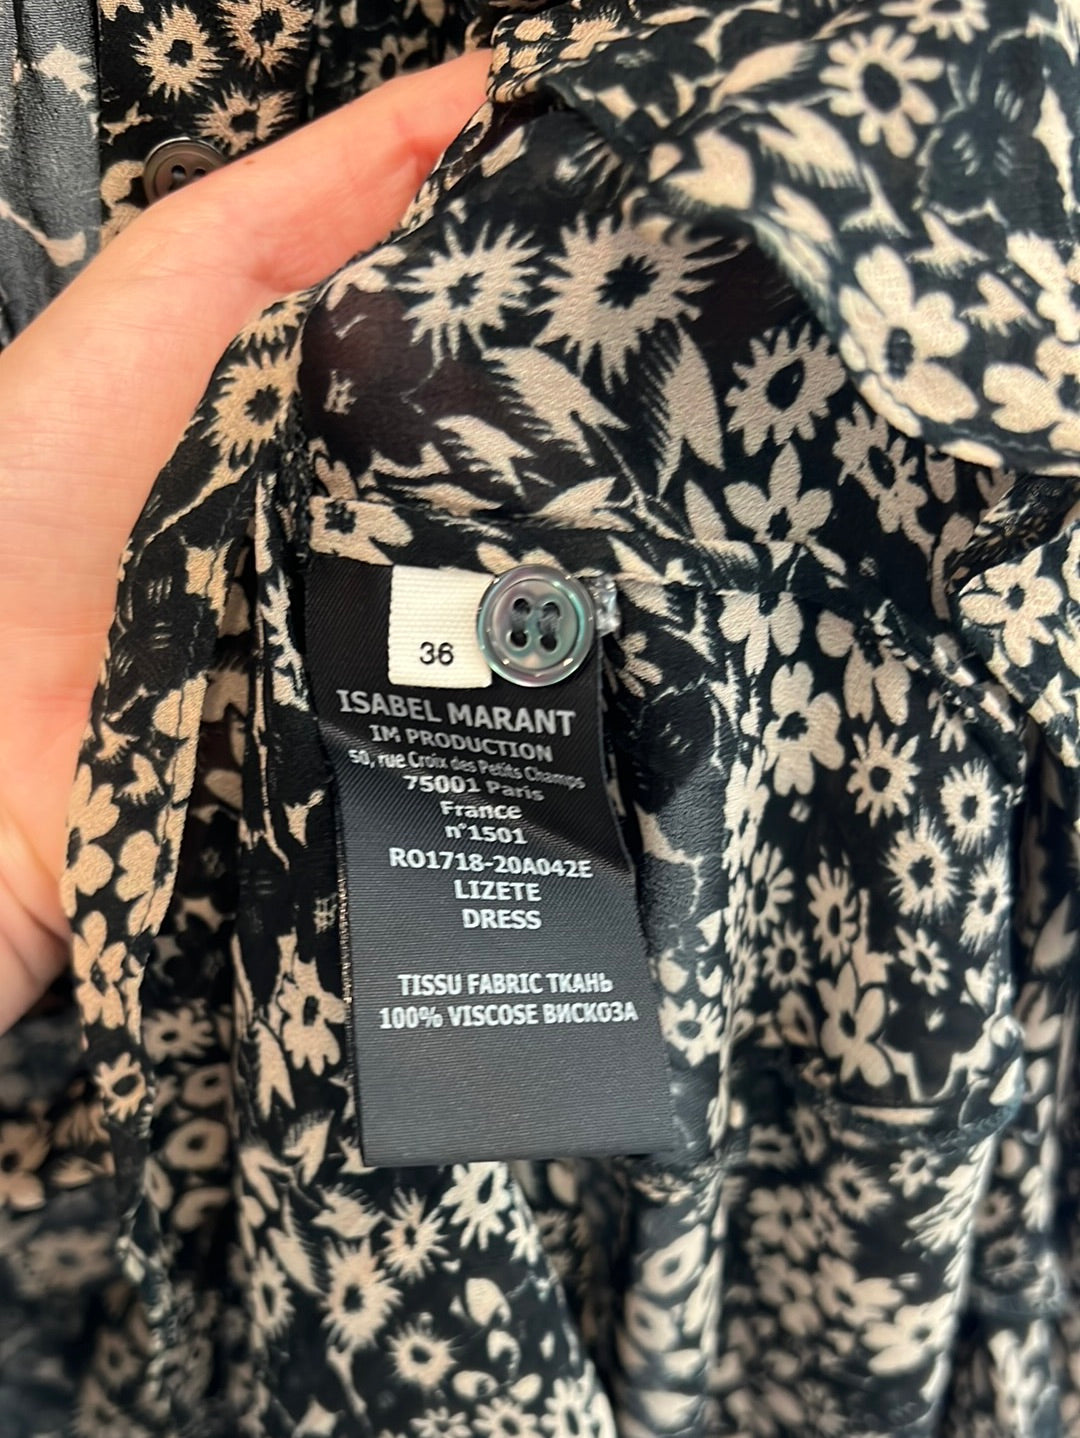 36
ISABEL MARANT
IM PRODUCTION
50, rue Croix des Petits Champs
75001 Paris
France
n°1501
RO1718-20A042E
LIZETE
DRESS
TISSU FABRIC ТКАНЬ
100% VISCOSE ВИСКОЗА